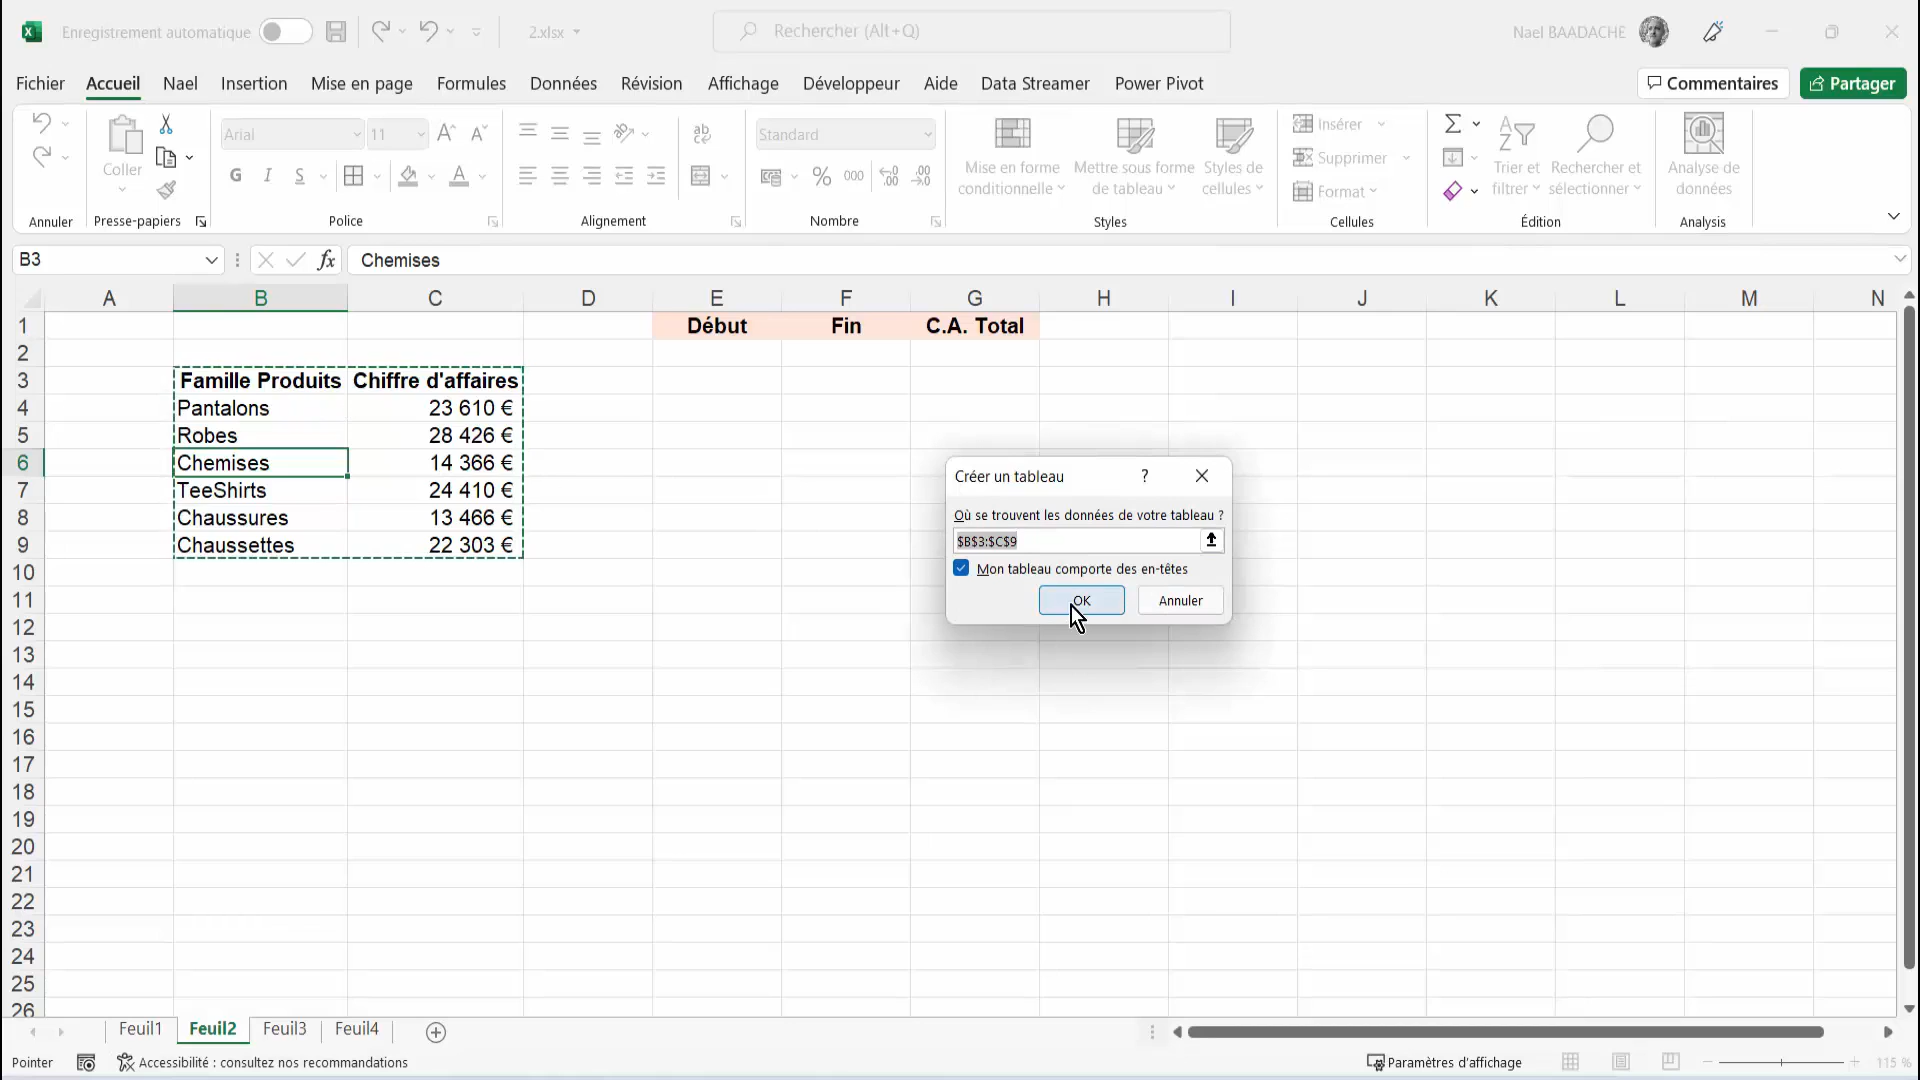 Enregistrement automatique
2.xlsx
Rechercher (Alt+Q)
Nael BAADACHE
Fichier Accueil Nael Insertion Mise en page Formules Données Révision Affichage Développeur Aide Data Streamer Power Pivot
Commentaires Partager
Coller
Arial 11
Standard
G I S
ab
% 000
Mise en forme conditionnelle
Mettre sous forme de tableau
Styles de cellules
Insérer
Supprimer
Format
Trier et filtrer
Rechercher et sélectionner
Analyse de données
Annuler Presse-papiers Police Alignement Nombre Styles Cellules Édition Analysis
B3 fx Chemises
A B C D E F G H I J K L M N
1 Début Fin C.A. Total
2
3 Famille Produits Chiffre d'affaires
4 Pantalons 23 610 €
5 Robes 28 426 €
6 Chemises 14 366 €
7 TeeShirts 24 410 €
8 Chaussures 13 466 €
9 Chaussettes 22 303 €
10
11
12
13
14
15
16
17
18
19
20
21
22
23
24
25
26
Créer un tableau ?
Où se trouvent les données de votre tableau ?
$B$3:$C$9
Mon tableau comporte des en-têtes
OK Annuler
Feuil1 Feuil2 Feuil3 Feuil4
Pointer Accessibilité : consultez nos recommandations Paramètres d'affichage 115 %